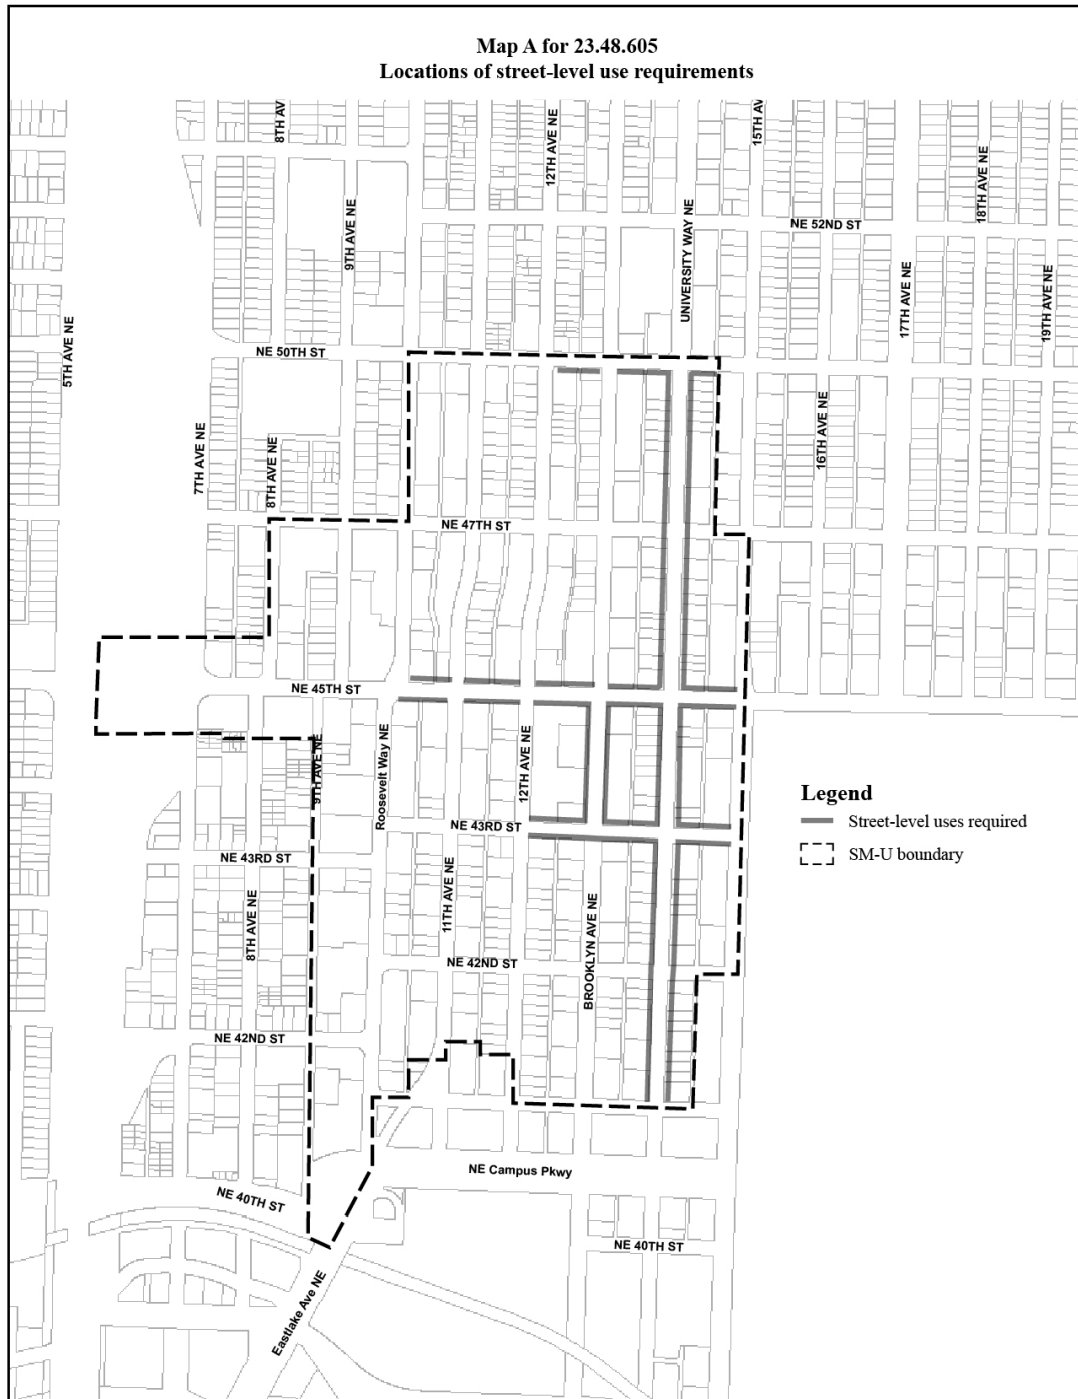 Map A for 23.48.605
Locations of street-level use requirements
8TH AV
12TH AVE NE
15TH AV
18TH AVE NE
9TH AVE NE
UNIVERSITY WAY NE
NE 52ND ST
17TH AVE NE
19TH AVE NE
5TH AVE NE
NE 50TH ST
7TH AVE NE
8TH AVE NE
16TH AVE NE
NE 47TH ST
NE 45TH ST
9TH AVE NE
Roosevelt Way NE
12TH AVE NE
Legend
Street-level uses required
SM-U boundary
NE 43RD ST
NE 43RD ST
11TH AVE NE
8TH AVE NE
BROOKLYN AVE NE
NE 42ND ST
NE 42ND ST
NE Campus Pkwy
NE 40TH ST
NE 40TH ST
Eastlake Ave NE